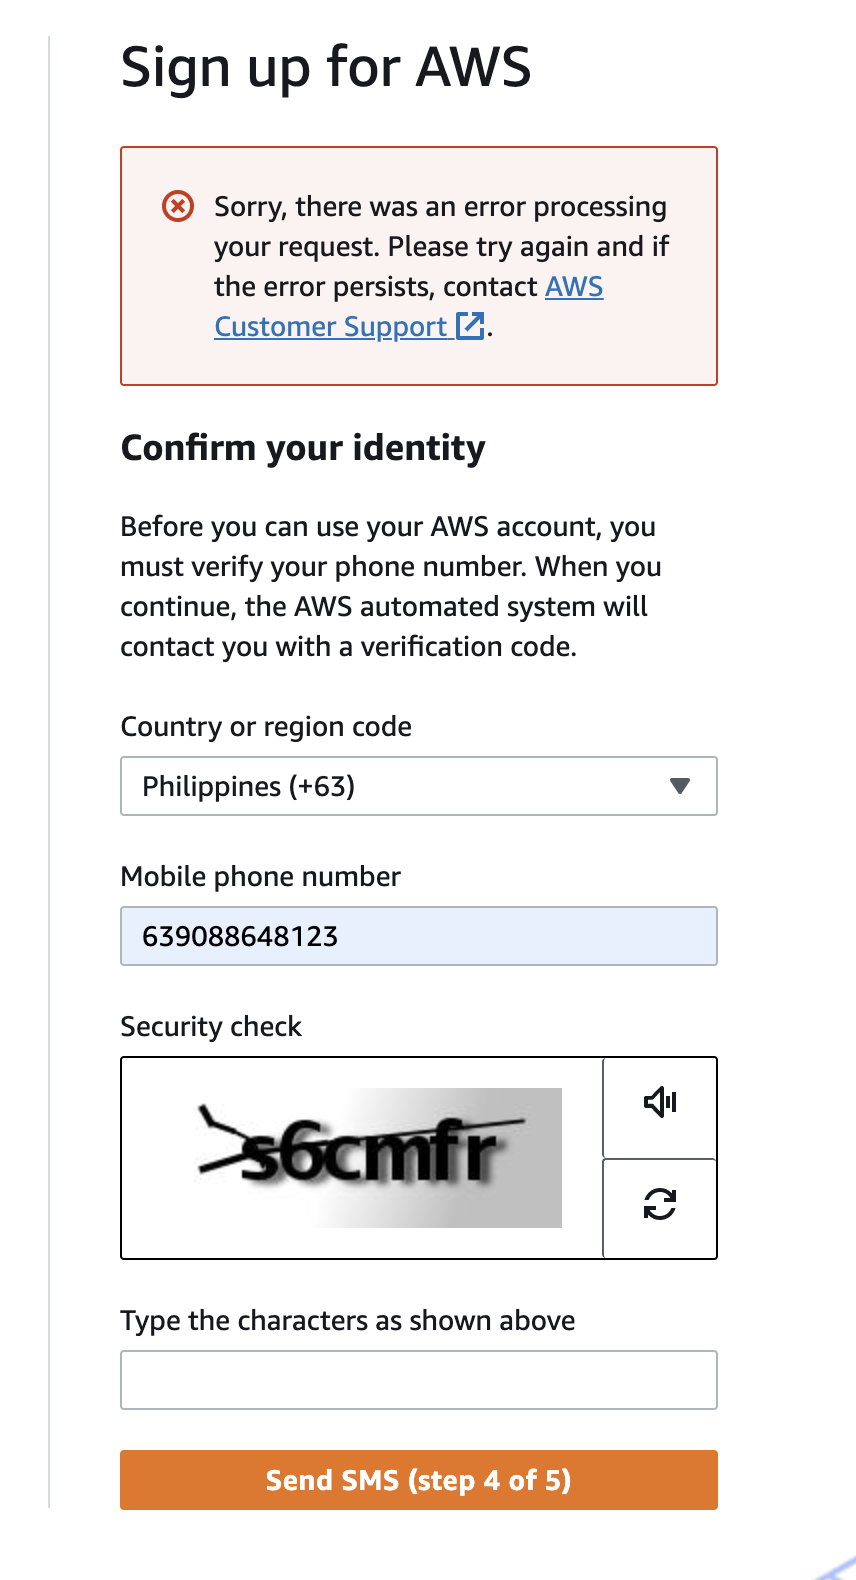 Sign up for AWS
Sorry, there was an error processing
your request. Please try again and if
the error persists, contact AWS
Customer Support.
Confirm your identity
Before you can use your AWS account, you
must verify your phone number. When you
continue, the AWS automated system will
contact you with a verification code.
Country or region code
Philippines (+63)
Mobile phone number
639088648123
Security check
s6cmfr
Type the characters as shown above
Send SMS (step 4 of 5)